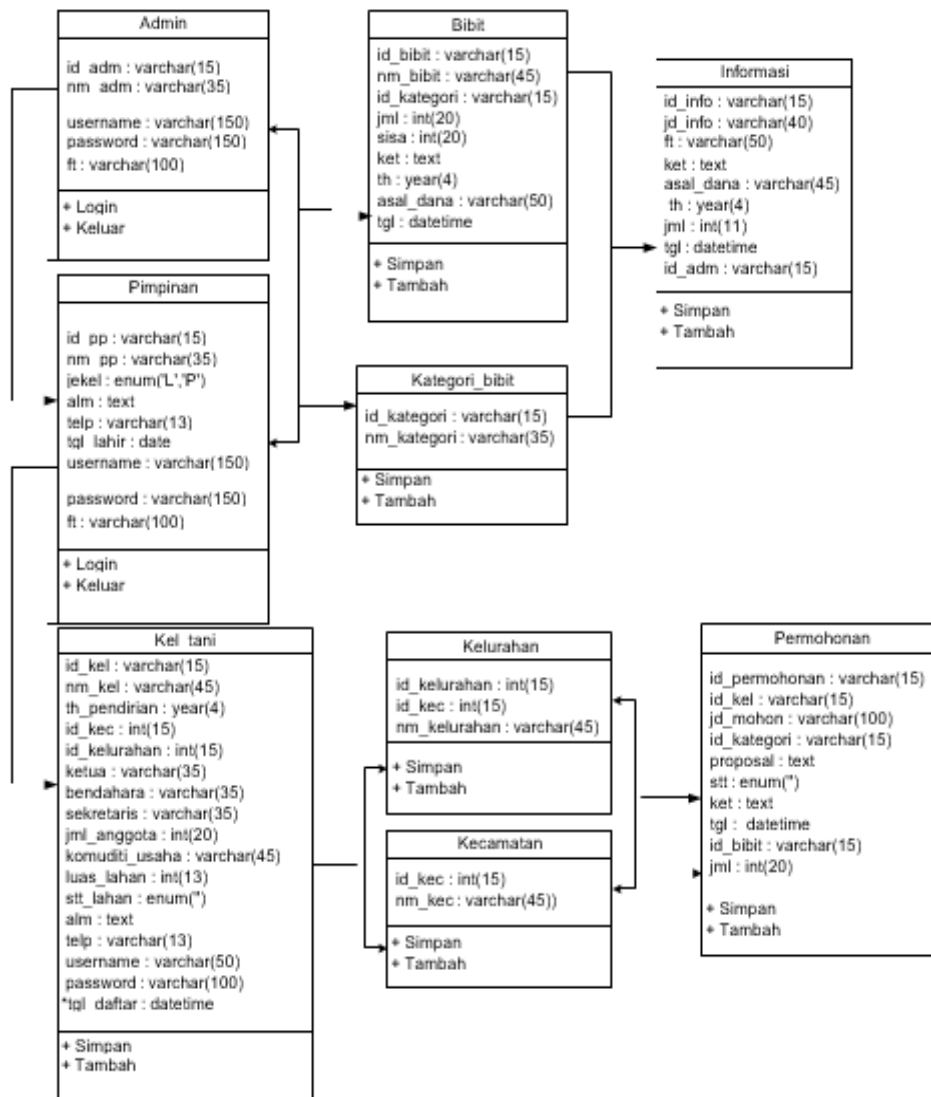 Admin
id_adm : varchar(15)
nm_adm : varchar(35)
username : varchar(150)
password : varchar(150)
ft : varchar(100)
+ Login
+ Keluar
Bibit
id_bibit : varchar(15)
nm_bibit : varchar(45)
id_kategori : varchar(15)
jml : int(20)
sisa : int(20)
ket : text
th : year(4)
asal_dana : varchar(50)
tgl : datetime
+ Simpan
+ Tambah
Informasi
id_info : varchar(15)
jd_info : varchar(40)
ft : varchar(50)
ket : text
asal_dana : varchar(45)
th : year(4)
jml : int(11)
tgl : datetime
id_adm : varchar(15)
+ Simpan
+ Tambah
Pimpinan
id_pp : varchar(15)
nm_pp : varchar(35)
jekel : enum('L','P')
alm : text
telp : varchar(13)
tgl_lahir : date
username : varchar(150)
password : varchar(150)
ft : varchar(100)
+ Login
+ Keluar
Kategori_bibit
id_kategori : varchar(15)
nm_kategori : varchar(35)
+ Simpan
+ Tambah
Kel_tani
id_kel : varchar(15)
nm_kel : varchar(45)
th_pendirian : year(4)
id_kec : int(15)
id_kelurahan : int(15)
ketua : varchar(35)
bendahara : varchar(35)
sekretaris : varchar(35)
jml_anggota : int(20)
komuditi_usaha : varchar(45)
luas_lahan : int(13)
stt_lahan : enum('')
alm : text
telp : varchar(13)
username : varchar(50)
password : varchar(100)
*tgl_daftar : datetime
+ Simpan
+ Tambah
Kelurahan
id_kelurahan : int(15)
id_kec : int(15)
nm_kelurahan : varchar(45)
+ Simpan
+ Tambah
Kecamatan
id_kec : int(15)
nm_kec : varchar(45))
+ Simpan
+ Tambah
Permohonan
id_permohonan : varchar(15)
id_kel : varchar(15)
jd_mohon : varchar(100)
id_kategori : varchar(15)
proposal : text
stt : enum('')
ket : text
tgl : datetime
id_bibit : varchar(15)
jml : int(20)
+ Simpan
+ Tambah